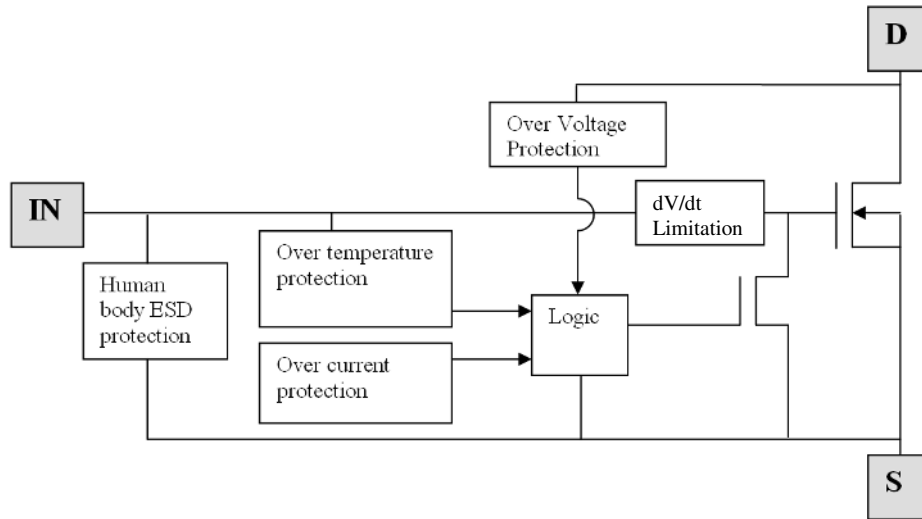 D
Over Voltage
Protection
IN
dV/dt
Limitation
Over temperature
protection
Human
body ESD
protection
Logic
Over current
protection
S